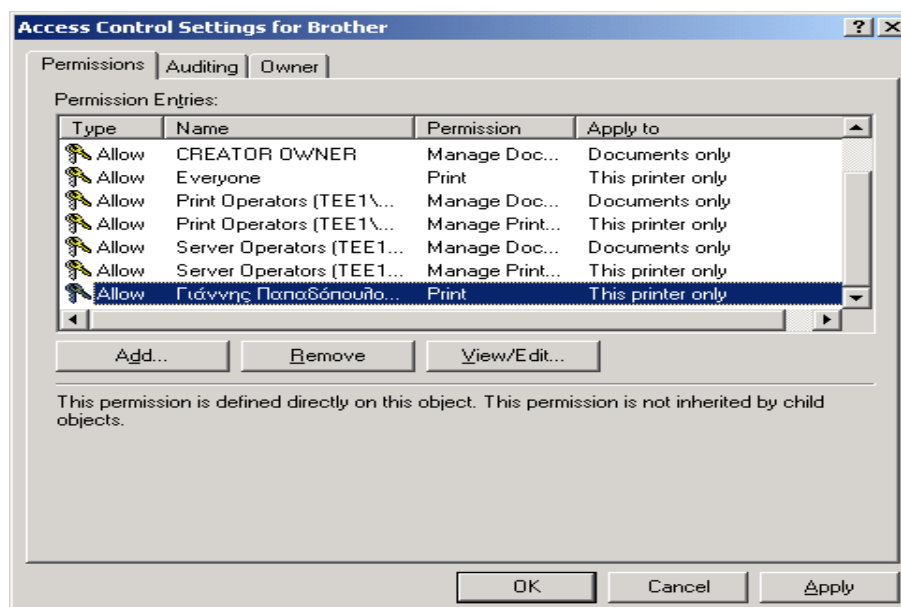 Access Control Settings for Brother
Permissions Auditing Owner
Permission Entries:
Type Name Permission Apply to
Allow CREATOR OWNER Manage Doc... Documents only
Allow Everyone Print This printer only
Allow Print Operators (TEE1\... Manage Doc... Documents only
Allow Print Operators (TEE1\... Manage Print... This printer only
Allow Server Operators (TEE1... Manage Doc... Documents only
Allow Server Operators (TEE1... Manage Print... This printer only
Allow Γιάννης Παπαδόπουλο... Print This printer only
Add... Remove View/Edit...
This permission is defined directly on this object. This permission is not inherited by child
objects.
OK Cancel Apply